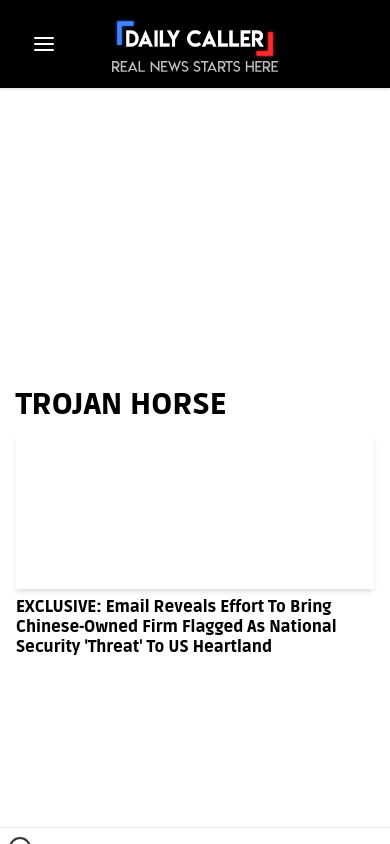 DAILY CALLER
REAL NEWS STARTS HERE
TROJAN HORSE
EXCLUSIVE: Email Reveals Effort To Bring
Chinese-Owned Firm Flagged As National
Security 'Threat' To US Heartland